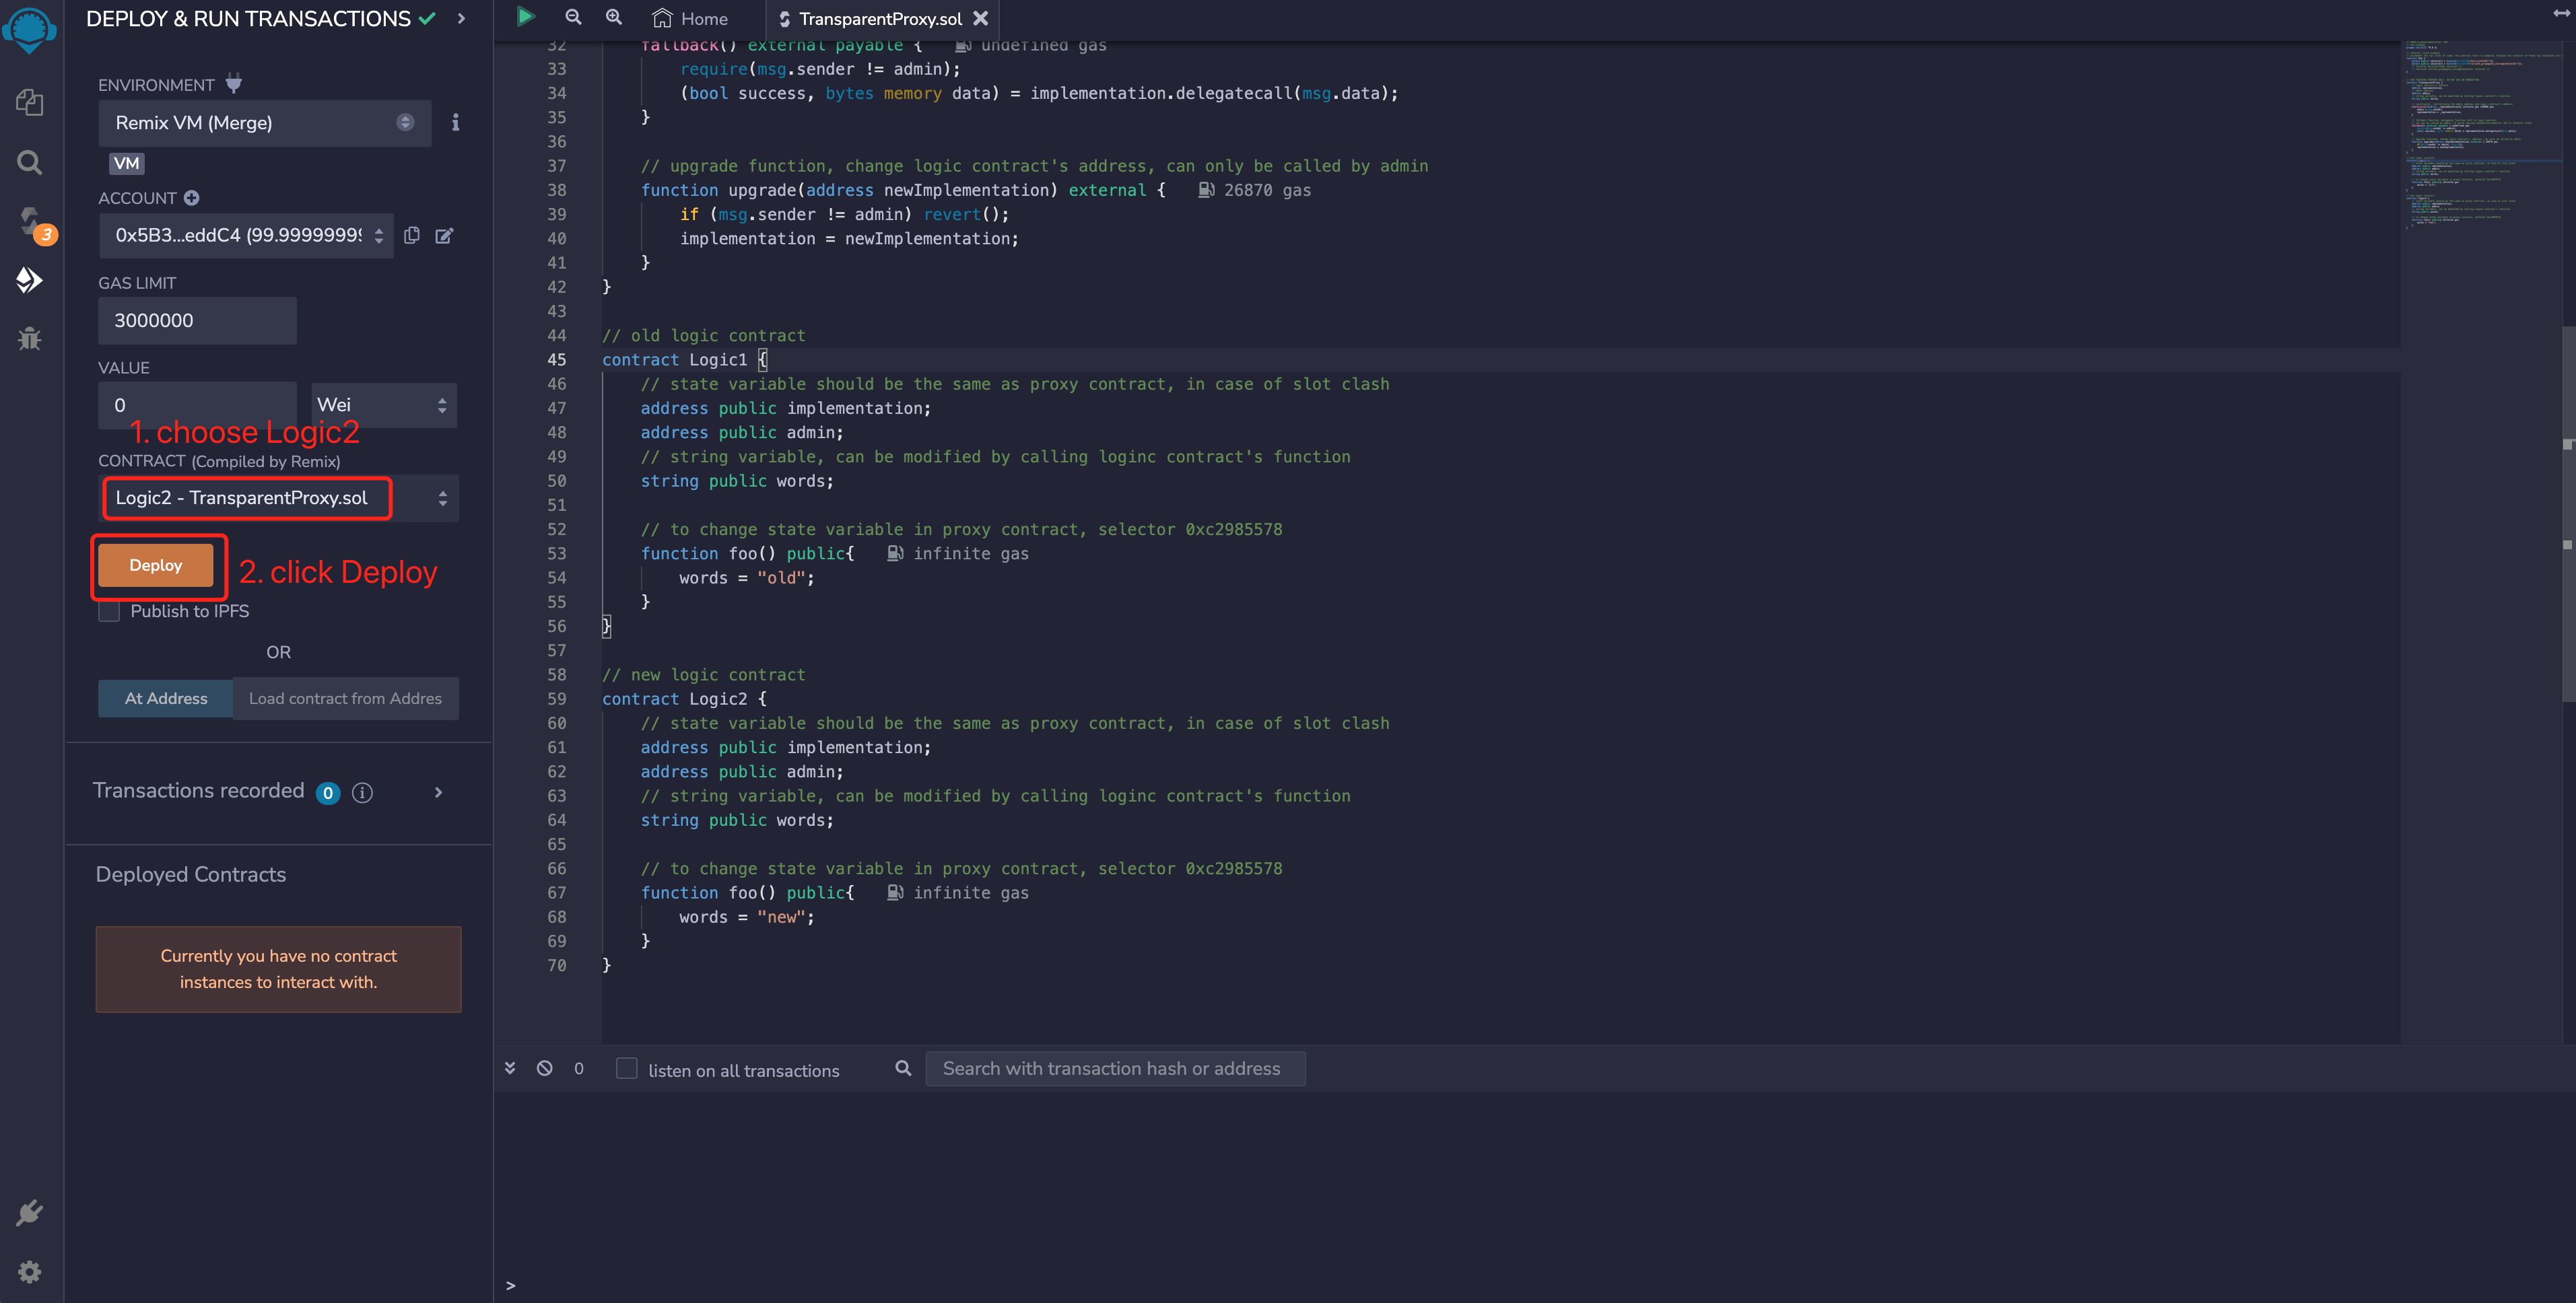 DEPLOY & RUN TRANSACTIONS
ENVIRONMENT
Remix VM (Merge)
VM
ACCOUNT
0x5B3...eddC4 (99.9999999
GAS LIMIT
3000000
VALUE
0
Wei
1. choose Logic2
CONTRACT (Compiled by Remix)
Logic2 - TransparentProxy.sol
Deploy
2. click Deploy
Publish to IPFS
OR
At Address
Load contract from Addres
Transactions recorded 0
Deployed Contracts
Currently you have no contract
instances to interact with.
3
Home
TransparentProxy.sol
32 fallback() external payable { undefined gas
33 require(msg.sender != admin);
34 (bool success, bytes memory data) = implementation.delegatecall(msg.data);
35 }
36
37 // upgrade function, change logic contract's address, can only be called by admin
38 function upgrade(address newImplementation) external { 26870 gas
39 if (msg.sender != admin) revert();
40 implementation = newImplementation;
41 }
42 }
43
44 // old logic contract
45 contract Logic1 {
46 // state variable should be the same as proxy contract, in case of slot clash
47 address public implementation;
48 address public admin;
49 // string variable, can be modified by calling loginc contract's function
50 string public words;
51
52 // to change state variable in proxy contract, selector 0xc2985578
53 function foo() public{ infinite gas
54 words = "old";
55 }
56 }
57
58 // new logic contract
59 contract Logic2 {
60 // state variable should be the same as proxy contract, in case of slot clash
61 address public implementation;
62 address public admin;
63 // string variable, can be modified by calling loginc contract's function
64 string public words;
65
66 // to change state variable in proxy contract, selector 0xc2985578
67 function foo() public{ infinite gas
68 words = "new";
69 }
70 }
0
listen on all transactions
Search with transaction hash or address
>